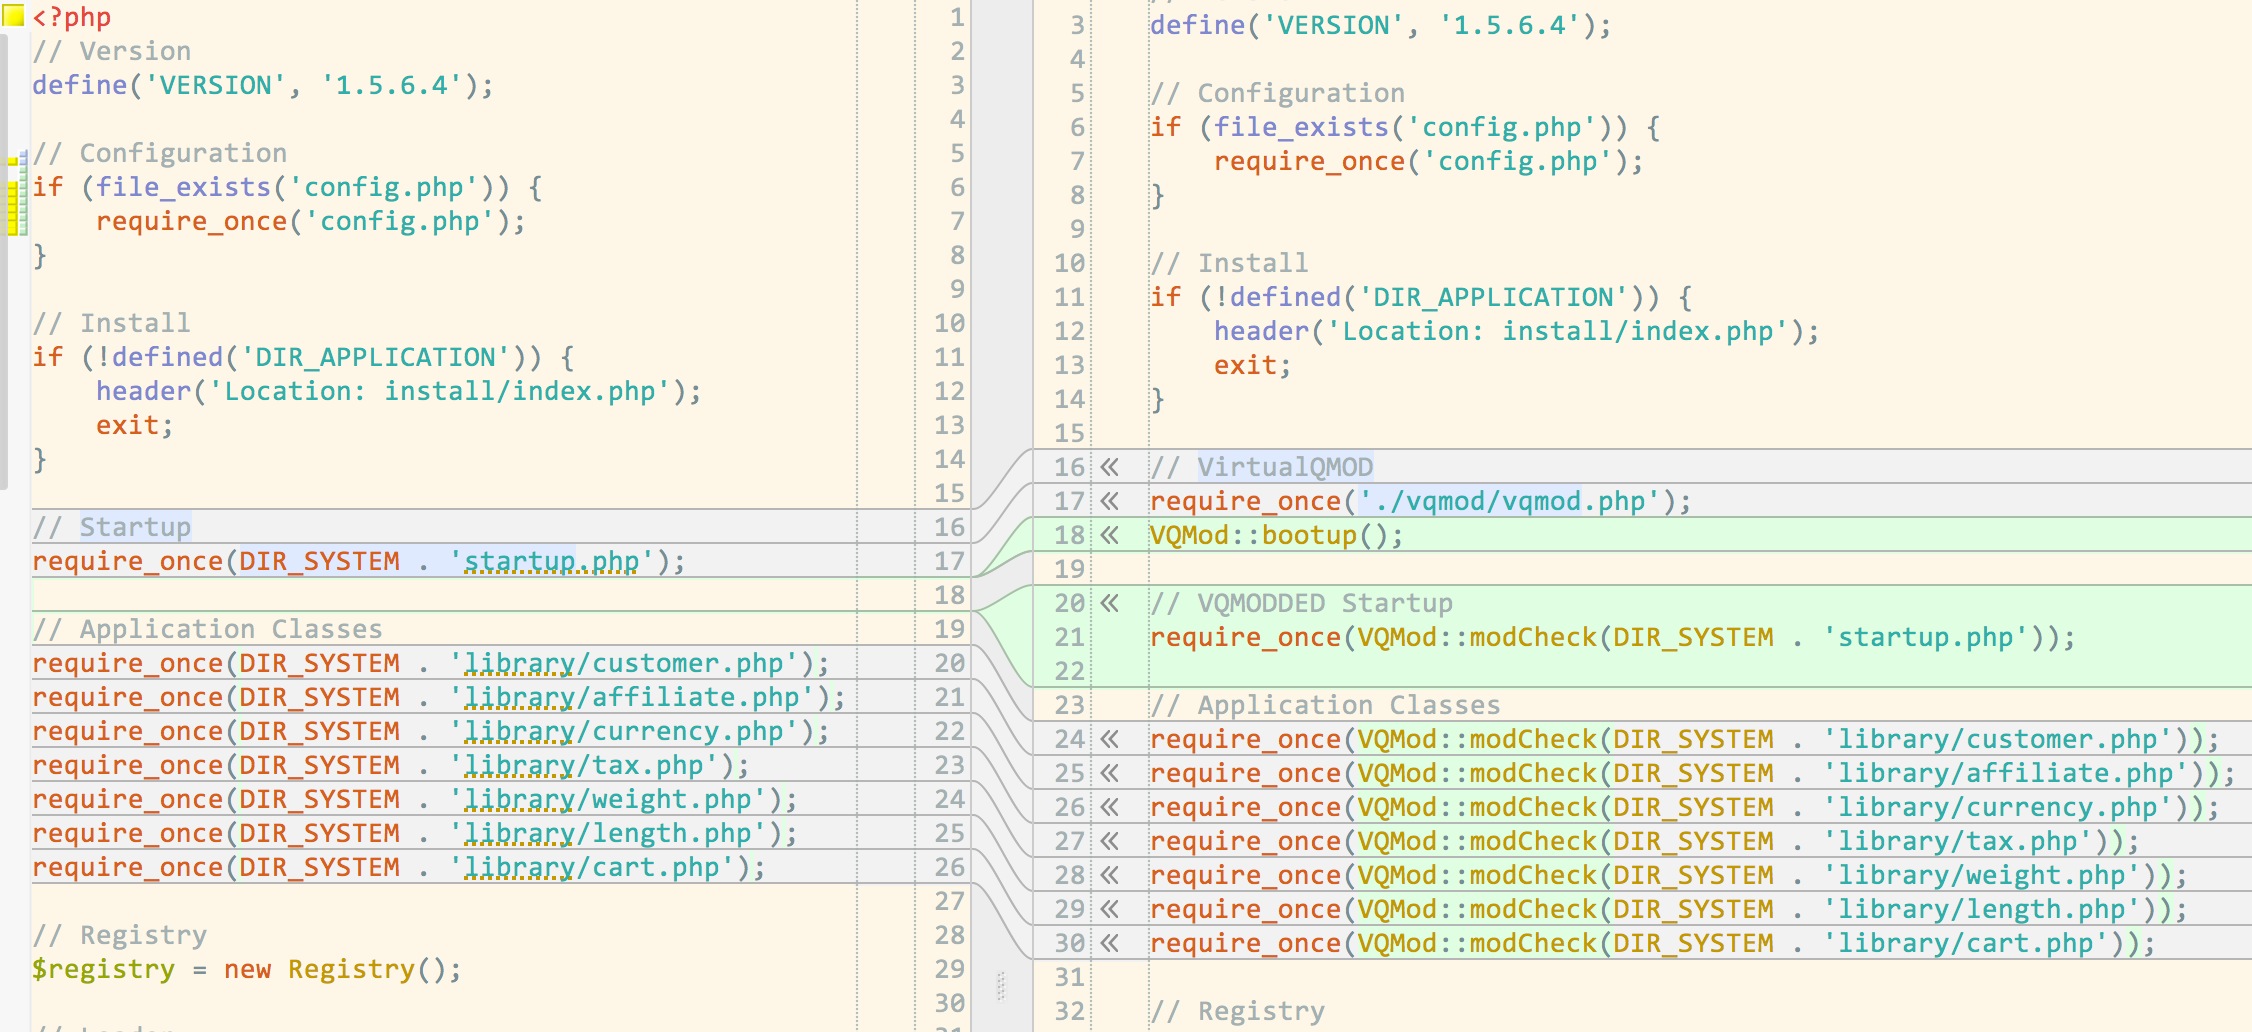 <?php
// Version
define('VERSION', '1.5.6.4');
// Configuration
if (file_exists('config.php')) {
    require_once('config.php');
}
// Install
if (!defined('DIR_APPLICATION')) {
    header('Location: install/index.php');
    exit;
}
// Startup
require_once(DIR_SYSTEM . 'startup.php');
// Application Classes
require_once(DIR_SYSTEM . 'library/customer.php');
require_once(DIR_SYSTEM . 'library/affiliate.php');
require_once(DIR_SYSTEM . 'library/currency.php');
require_once(DIR_SYSTEM . 'library/tax.php');
require_once(DIR_SYSTEM . 'library/weight.php');
require_once(DIR_SYSTEM . 'library/length.php');
require_once(DIR_SYSTEM . 'library/cart.php');
// Registry
$registry = new Registry();
1
2
3
4
5
6
7
8
9
10
11
12
13
14
15
16
17
18
19
20
21
22
23
24
25
26
27
28
29
30
3 define('VERSION', '1.5.6.4');
4
5 // Configuration
6 if (file_exists('config.php')) {
7     require_once('config.php');
8 }
9
10 // Install
11 if (!defined('DIR_APPLICATION')) {
12     header('Location: install/index.php');
13     exit;
14 }
15
16 « // VirtualQMOD
17 « require_once('./vqmod/vqmod.php');
18 « VQMod::bootup();
19
20 « // VQMODDED Startup
21 require_once(VQMod::modCheck(DIR_SYSTEM . 'startup.php'));
22
23 // Application Classes
24 « require_once(VQMod::modCheck(DIR_SYSTEM . 'library/customer.php'));
25 « require_once(VQMod::modCheck(DIR_SYSTEM . 'library/affiliate.php'));
26 « require_once(VQMod::modCheck(DIR_SYSTEM . 'library/currency.php'));
27 « require_once(VQMod::modCheck(DIR_SYSTEM . 'library/tax.php'));
28 « require_once(VQMod::modCheck(DIR_SYSTEM . 'library/weight.php'));
29 « require_once(VQMod::modCheck(DIR_SYSTEM . 'library/length.php'));
30 « require_once(VQMod::modCheck(DIR_SYSTEM . 'library/cart.php'));
31
32 // Registry